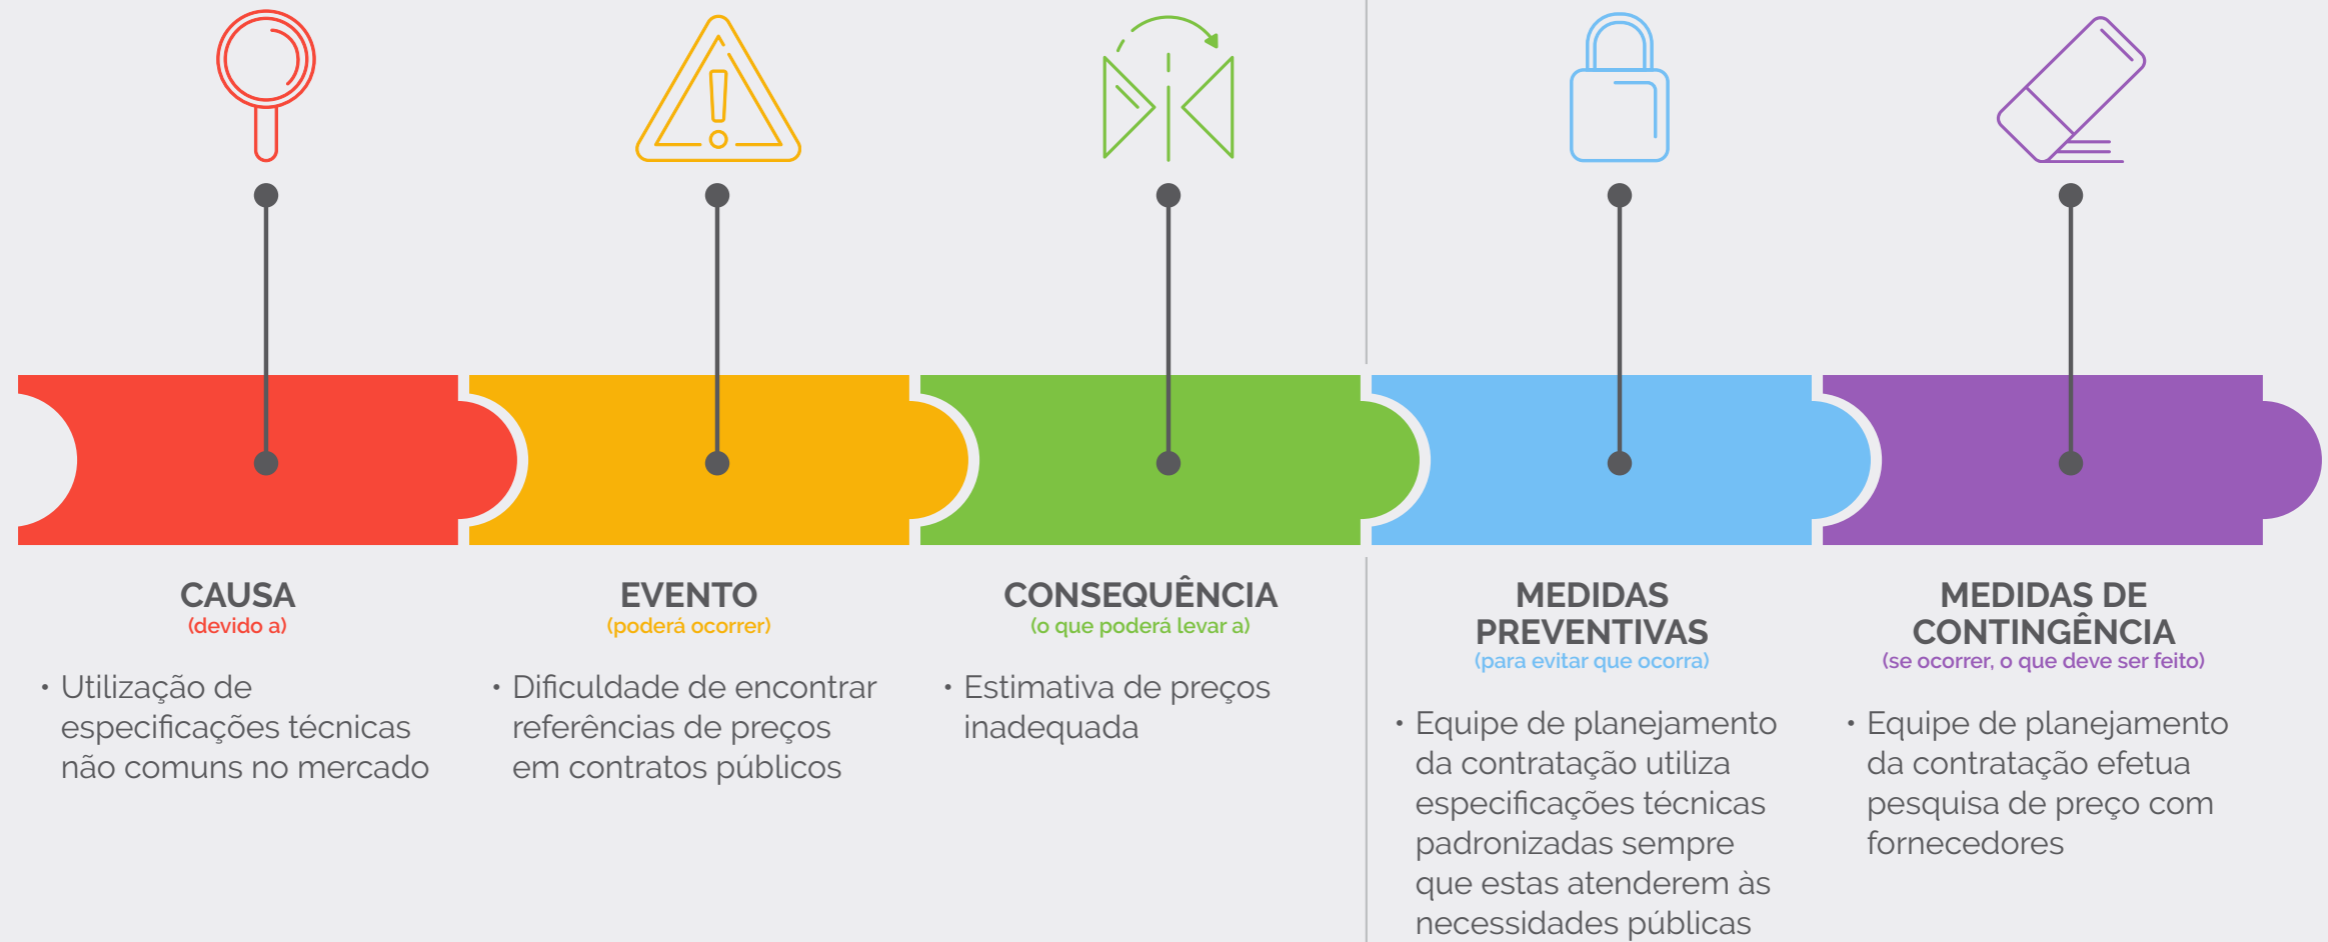 CAUSA
(devido a)
• Utilização de
especificações técnicas
não comuns no mercado
EVENTO
(poderá ocorrer)
• Dificuldade de encontrar
referências de preços
em contratos públicos
CONSEQUÊNCIA
(o que poderá levar a)
• Estimativa de preços
inadequada
MEDIDAS
PREVENTIVAS
(para evitar que ocorra)
• Equipe de planejamento
da contratação utiliza
especificações técnicas
padronizadas sempre
que estas atenderem às
necessidades públicas
MEDIDAS DE
CONTINGÊNCIA
(se ocorrer, o que deve ser feito)
• Equipe de planejamento
da contratação efetua
pesquisa de preço com
fornecedores